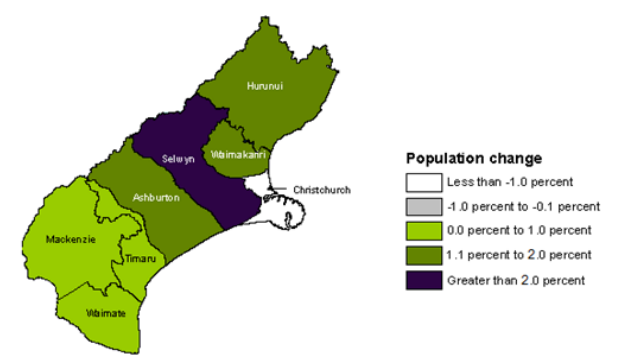 Hurunui
Waimakariri
Selwyn
Christchurch
Ashburton
Mackenzie
Timaru
Waimate
Population change
Less than -1.0 percent
-1.0 percent to -0.1 percent
0.0 percent to 1.0 percent
1.1 percent to 2.0 percent
Greater than 2.0 percent